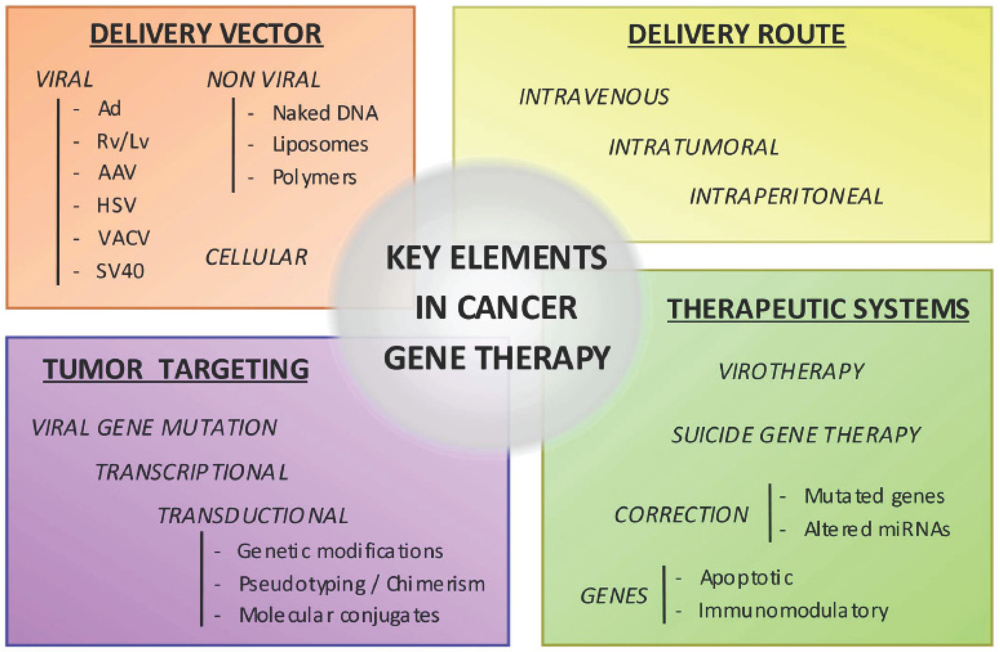 DELIVERY VECTOR
VIRAL
- Ad
- Rv/Lv
- AAV
- HSV
- VACV
- SV40
NON VIRAL
- Naked DNA
- Liposomes
- Polymers
CELLULAR
DELIVERY ROUTE
INTRAVENOUS
INTRATUMORAL
INTRAPERITONEAL
KEY ELEMENTS
IN CANCER
GENE THERAPY
TUMOR TARGETING
VIRAL GENE MUTATION
TRANSCRIPTIONAL
TRANSDUCTIONAL
- Genetic modifications
- Pseudotyping / Chimerism
- Molecular conjugates
THERAPEUTIC SYSTEMS
VIROTHERAPY
SUICIDE GENE THERAPY
CORRECTION
- Mutated genes
- Altered miRNAs
GENES
- Apoptotic
- Immunomodulatory